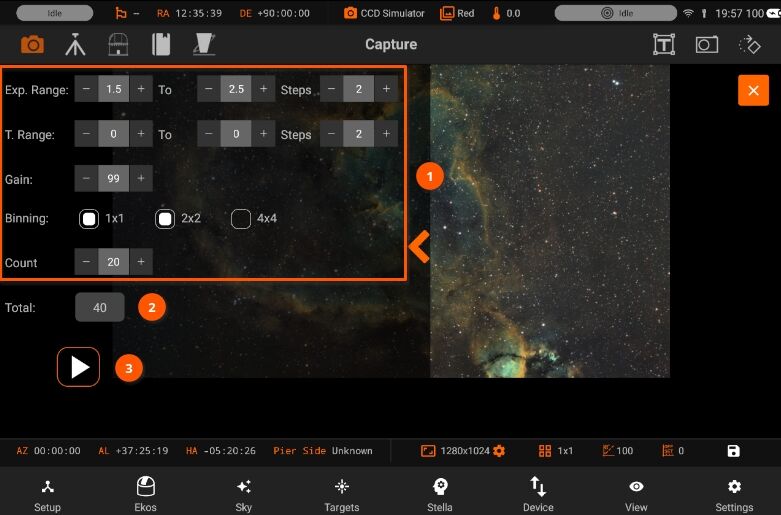 Idle – RA 12:35:39 DE +90:00:00 CCD Simulator Red 0.0 Idle 19:57 100
Capture
Exp. Range: − 1.5 + To − 2.5 + Steps − 2 +
T. Range: − 0 + To − 0 + Steps − 2 +
Gain: − 99 +
1
Binning: 1x1 2x2 4x4
Count − 20 +
Total: 40 2
3
AZ 00:00:00 AL +37:25:19 HA -05:20:26 Pier Side Unknown 1280x1024 1x1 100 0
Setup Ekos Sky Targets Stella Device View Settings